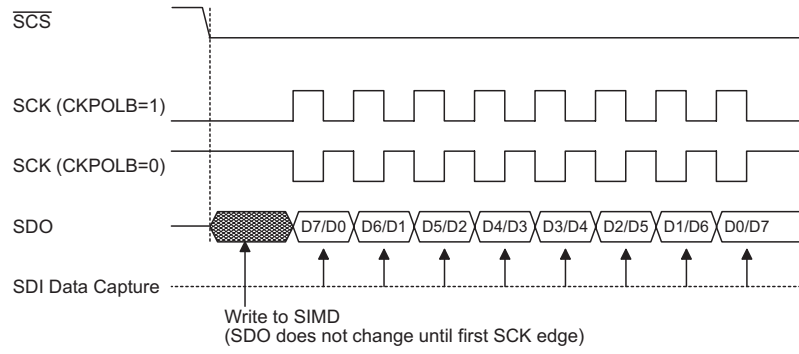 SCS
SCK (CKPOLB=1)
SCK (CKPOLB=0)
SDO
D7/D0 D6/D1 D5/D2 D4/D3 D3/D4 D2/D5 D1/D6 D0/D7
SDI Data Capture
Write to SIMD
(SDO does not change until first SCK edge)